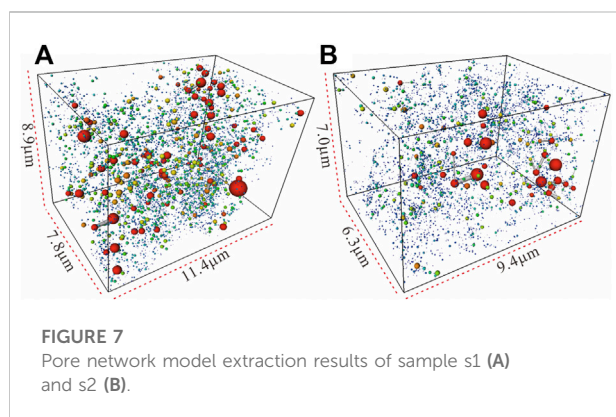 A
B
8.9μm
7.8μm
11.4μm
7.0μm
6.3μm
9.4μm
FIGURE 7
Pore network model extraction results of sample s1 (A)
and s2 (B).